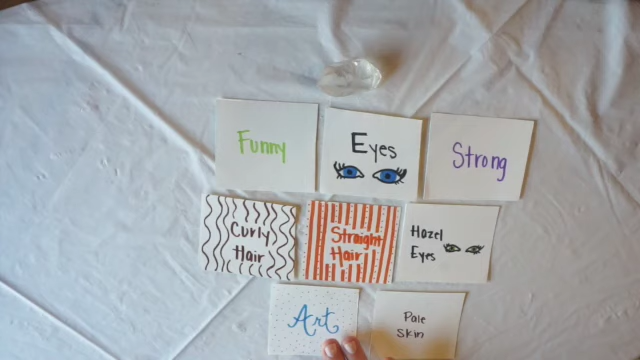 Funny
Eyes
Strong
Curly
Hair
Straight
Hair
Hazel
Eyes
Art
Pale
Skin